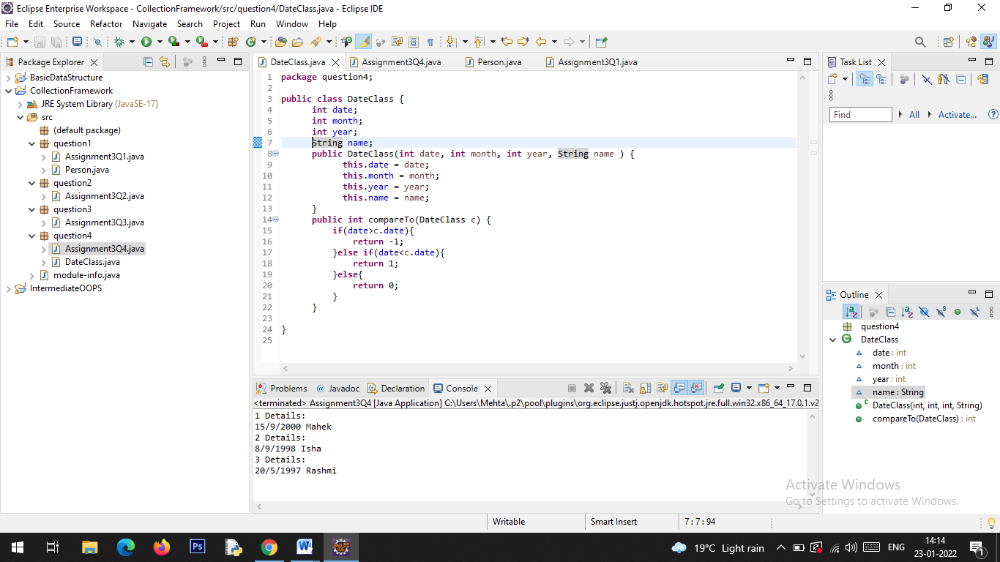 Eclipse Enterprise Workspace - CollectionFramework/src/question4/DateClass.java - Eclipse IDE
File Edit Source Refactor Navigate Search Project Run Window Help
Package Explorer
BasicDataStructure
CollectionFramework
JRE System Library [JavaSE-17]
src
(default package)
question1
Assignment3Q1.java
Person.java
question2
Assignment3Q2.java
question3
Assignment3Q3.java
question4
Assignment3Q4.java
DateClass.java
module-info.java
IntermediateOOPS
DateClass.java Assignment3Q4.java Person.java Assignment3Q1.java
1 package question4;
2
3 public class DateClass {
4 int date;
5 int month;
6 int year;
7 String name;
8 public DateClass(int date, int month, int year, String name ) {
9 this.date = date;
10 this.month = month;
11 this.year = year;
12 this.name = name;
13 }
14 public int compareTo(DateClass c) {
15 if(date>c.date){
16 return -1;
17 }else if(date<c.date){
18 return 1;
19 }else{
20 return 0;
21 }
22 }
23
24 }
25
Problems @ Javadoc Declaration Console
<terminated> Assignment3Q4 [Java Application] C:\Users\Mehta\.p2\pool\plugins\org.eclipse.justj.openjdk.hotspot.jre.full.win32.x86_64_17.0.1.v2
1 Details:
15/9/2000 Mahek
2 Details:
8/9/1998 Isha
3 Details:
20/5/1997 Rashmi
Task List
Find All Activate...
Outline
question4
DateClass
date : int
month : int
year : int
name : String
DateClass(int, int, int, String)
compareTo(DateClass) : int
Activate Windows
Go to Settings to activate Windows.
Writable Smart Insert 7 : 7 : 94
Ps W JAVA EE IDE 19°C Light rain ENG 14:14
23-01-2022 1